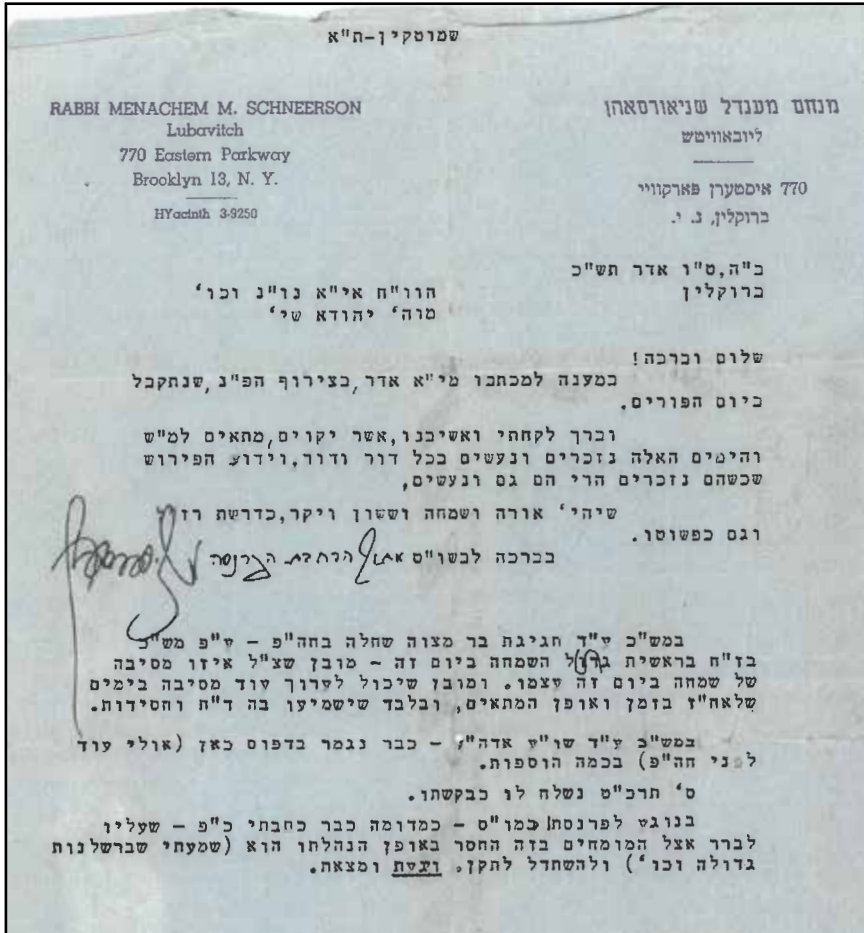 שמוטקין-ת"א
RABBI MENACHEM M. SCHNEERSON
Lubavitch
770 Eastern Parkway
Brooklyn 13, N. Y.
HYacinth 3-9250
מנחם מענדל שניאורסאהן
ליובאוויטש
770 איסטערן פארקוויי
ברוקלין, נ. י.
ב"ה, ט"ו אדר תש"כ
ברוקלין
הוו"ח אי"א נו"נ וכו'
מוה' יהודא שי'
שלום וברכה!
במענה למכתבו מי"א אדר, בצירוף הפ"נ, שנתקבל
ביום הפורים.
וברך לקחתי ואשיבנו, אשר יקוים, מתאים למ"ש
והימים האלה נזכרים ונעשים בכל דור ודור, וידוע הפירוש
שכשהם נזכרים הרי הם גם ונעשים,
שיהי' אורה ושמחה וששון ויקר, כדרשת רז
וגם כפשוטו.
בברכה לבשו"ט הרחבת הפרנסה
במש"כ ע"ד חגיגת בר מצוה שחלה בחה"פ - ע"פ מש"כ
בז"ח בראשית גודל השמחה ביום זה - מובן שצ"ל איזו מסיבה
של שמחה ביום זה עצמו. ומובן שיכול לערוך עוד מסיבה בימים
שלאח"ז בזמן ואופן המתאים, ובלבד שישמיעו בה ד"ת וחסידות.
במש"כ ע"ד שו"ע אדה"ז - כבר נגמר בדפוס כאן (אולי עוד
לפני חה"פ) בכמה הוספות.
ס' תרכ"ט נשלח לו כבקשתו.
בנוגע לפרנסתו במו"ס - כמדומה כבר כתבתי כ"פ - שעליו
לברר אצל המומחים בזה החסר באופן הנהלתו הוא (שמעתי שברשלנות
גדולה וכו') ולהשתדל לתקן. ויגעת ומצאת.